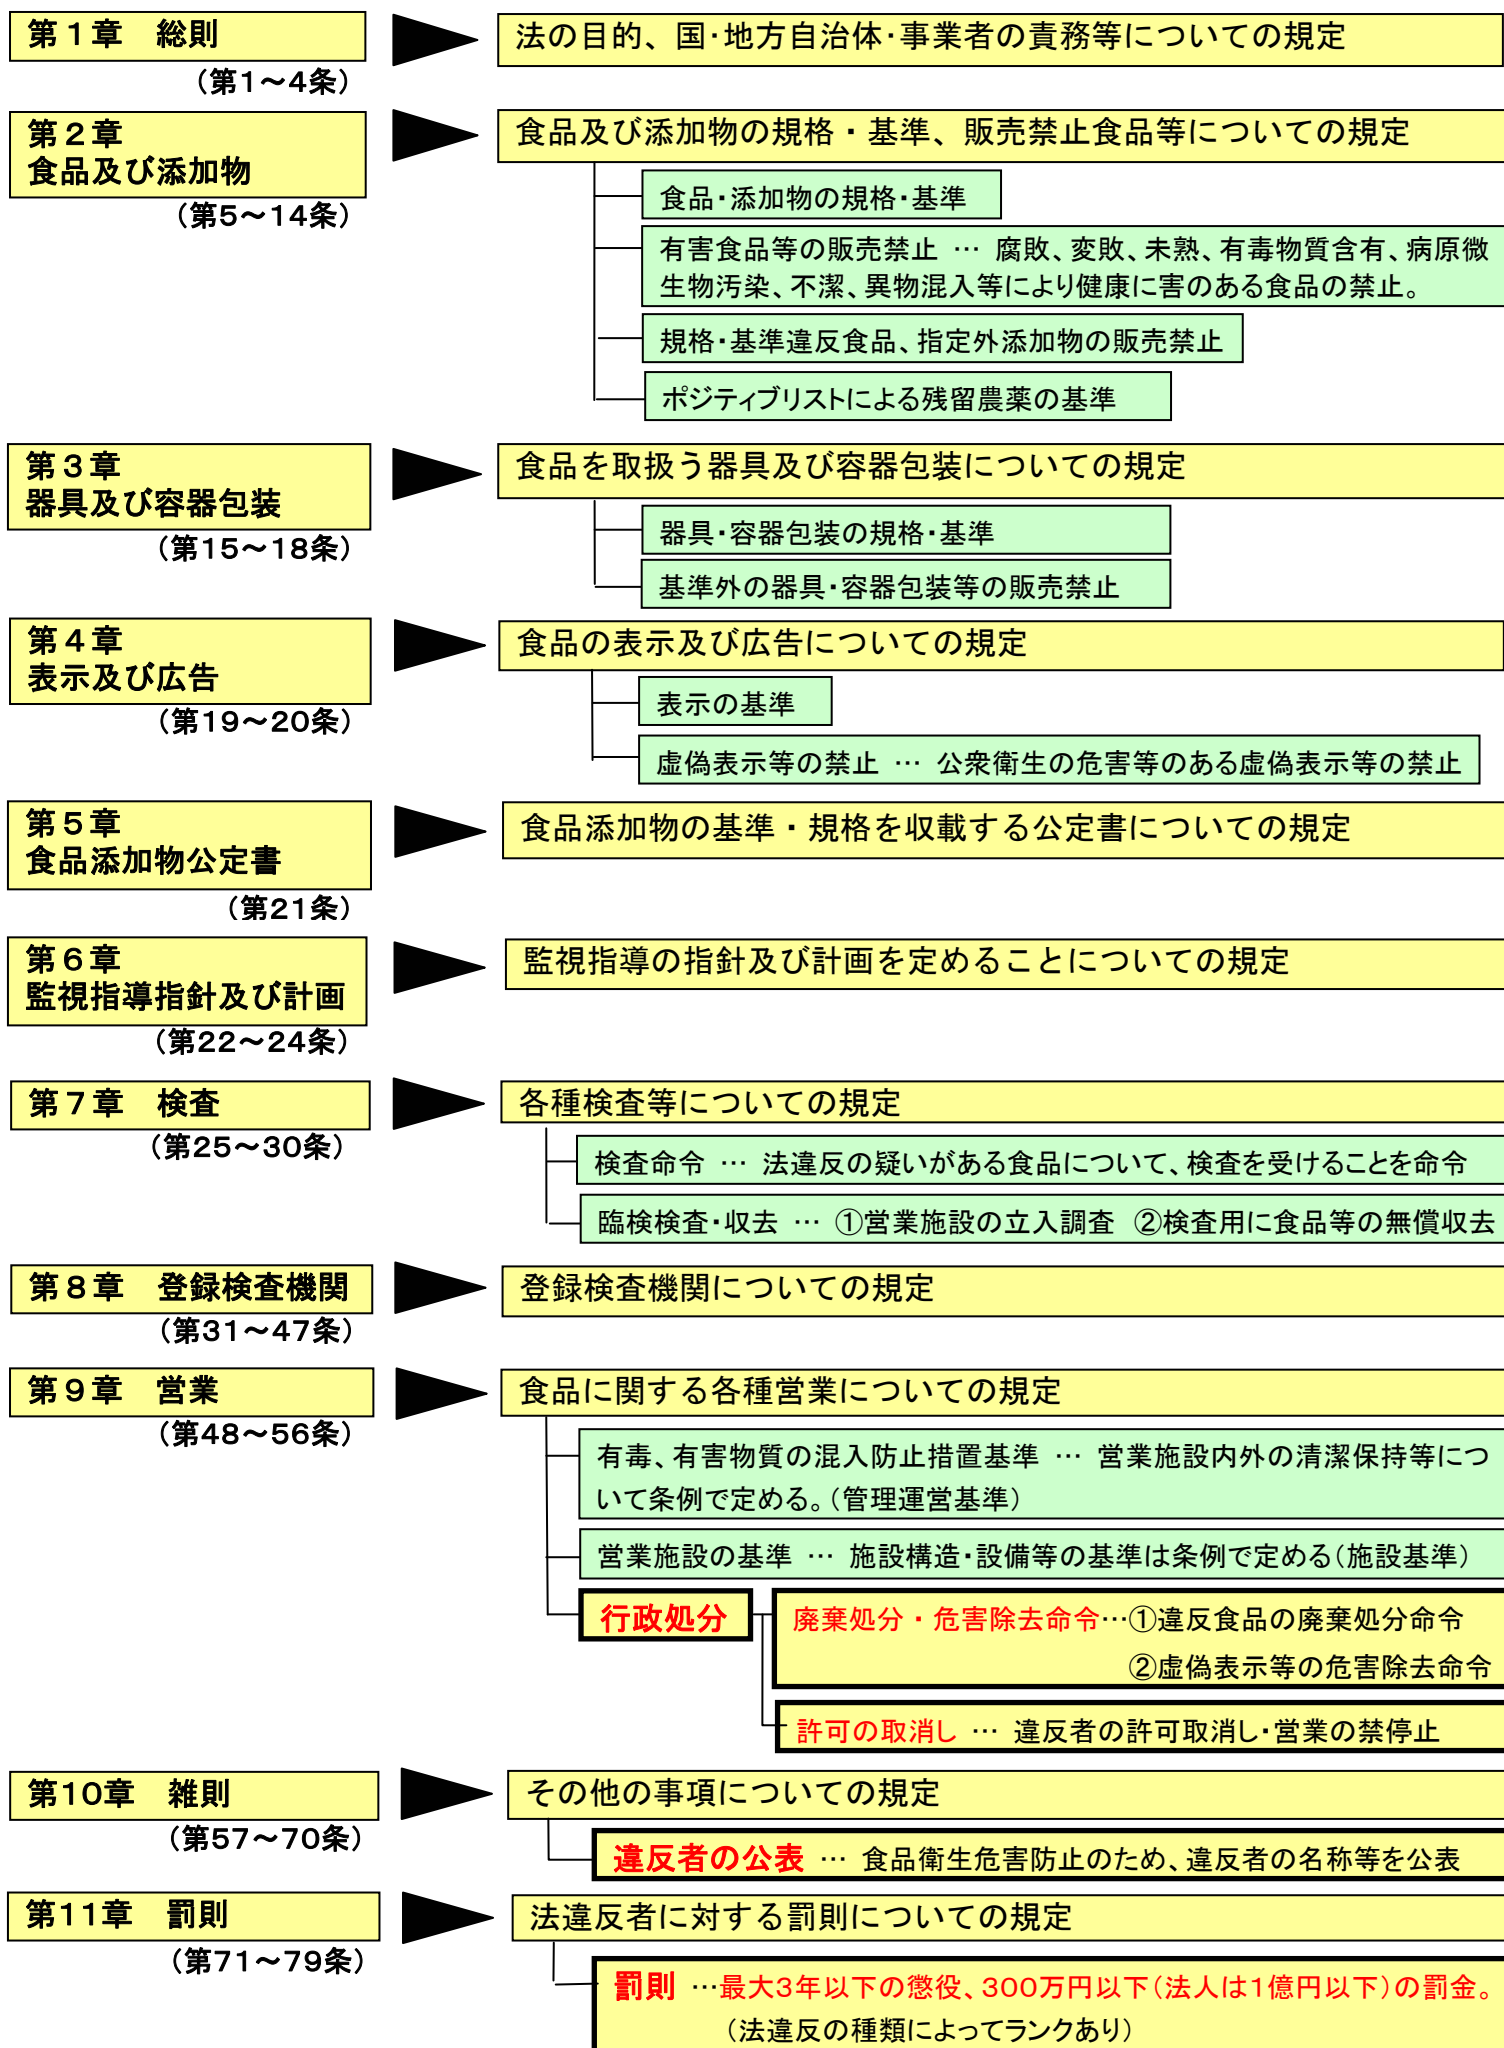 第１章　総則
法の目的、国・地方自治体・事業者の責務等についての規定
（第1～4条）
第２章
食品及び添加物
（第5～14条）
食品及び添加物の規格・基準、販売禁止食品等についての規定
食品・添加物の規格・基準
有害食品等の販売禁止 … 腐敗、変敗、未熟、有毒物質含有、病原微
生物汚染、不潔、異物混入等により健康に害のある食品の禁止。
規格・基準違反食品、指定外添加物の販売禁止
ポジティブリストによる残留農薬の基準
第３章
器具及び容器包装
（第15～18条）
食品を取扱う器具及び容器包装についての規定
器具・容器包装の規格・基準
基準外の器具・容器包装等の販売禁止
第４章
表示及び広告
（第19～20条）
食品の表示及び広告についての規定
表示の基準
虚偽表示等の禁止 … 公衆衛生の危害等のある虚偽表示等の禁止
第５章
食品添加物公定書
（第21条）
食品添加物の基準・規格を収載する公定書についての規定
第６章
監視指導指針及び計画
（第22～24条）
監視指導の指針及び計画を定めることについての規定
第７章　検査
（第25～30条）
各種検査等についての規定
検査命令 … 法違反の疑いがある食品について、検査を受けることを命令
臨検検査・収去 … ①営業施設の立入調査　②検査用に食品等の無償収去
第８章　登録検査機関
（第31～47条）
登録検査機関についての規定
第９章　営業
（第48～56条）
食品に関する各種営業についての規定
有毒、有害物質の混入防止措置基準 … 営業施設内外の清潔保持等につ
いて条例で定める。（管理運営基準）
営業施設の基準 … 施設構造・設備等の基準は条例で定める（施設基準）
行政処分
廃棄処分・危害除去命令…①違反食品の廃棄処分命令
②虚偽表示等の危害除去命令
許可の取消し … 違反者の許可取消し・営業の禁停止
第10章　雑則
（第57～70条）
その他の事項についての規定
違反者の公表 … 食品衛生危害防止のため、違反者の名称等を公表
第11章　罰則
（第71～79条）
法違反者に対する罰則についての規定
罰則 …最大3年以下の懲役、300万円以下（法人は1億円以下）の罰金。
（法違反の種類によってランクあり）